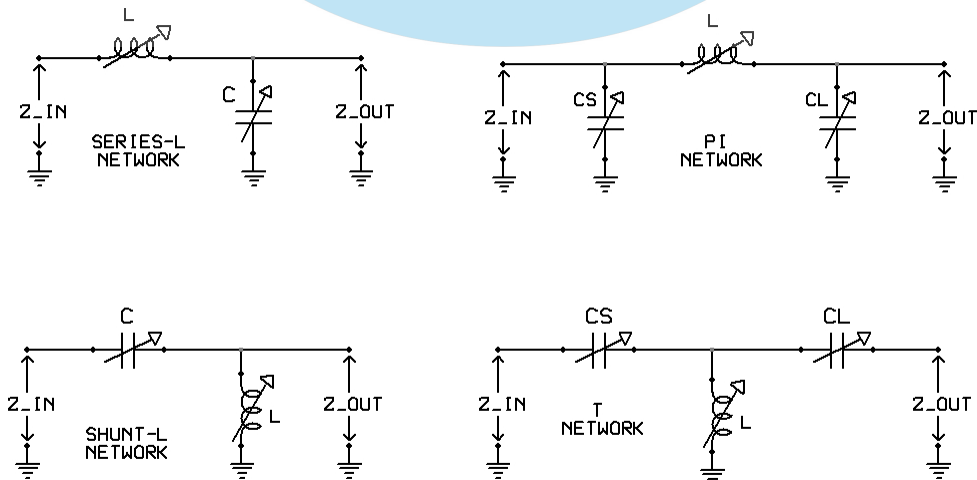 L
C
Z_IN
Z_OUT
SERIES-L
NETWORK
L
CS
CL
Z_IN
Z_OUT
PI
NETWORK
C
L
Z_IN
Z_OUT
SHUNT-L
NETWORK
CS
CL
Z_IN
Z_OUT
T
NETWORK
L